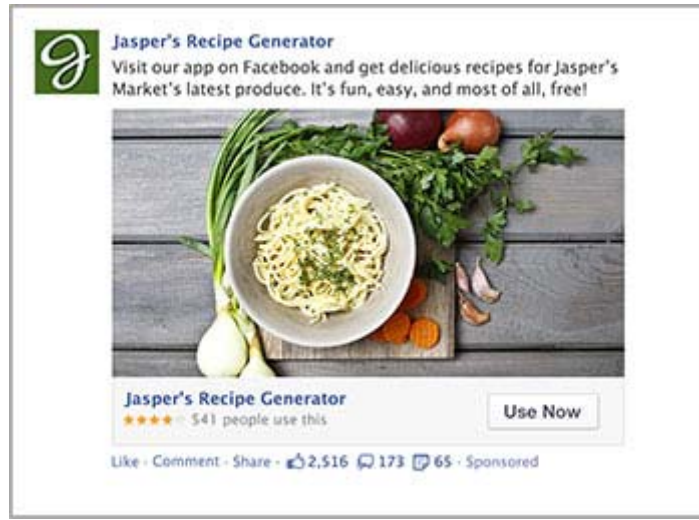 Jasper's Recipe Generator
Visit our app on Facebook and get delicious recipes for Jasper's
Market's latest produce. It's fun, easy, and most of all, free!
Jasper's Recipe Generator
541 people use this
Use Now
Like · Comment · Share · 2,516 173 65 · Sponsored